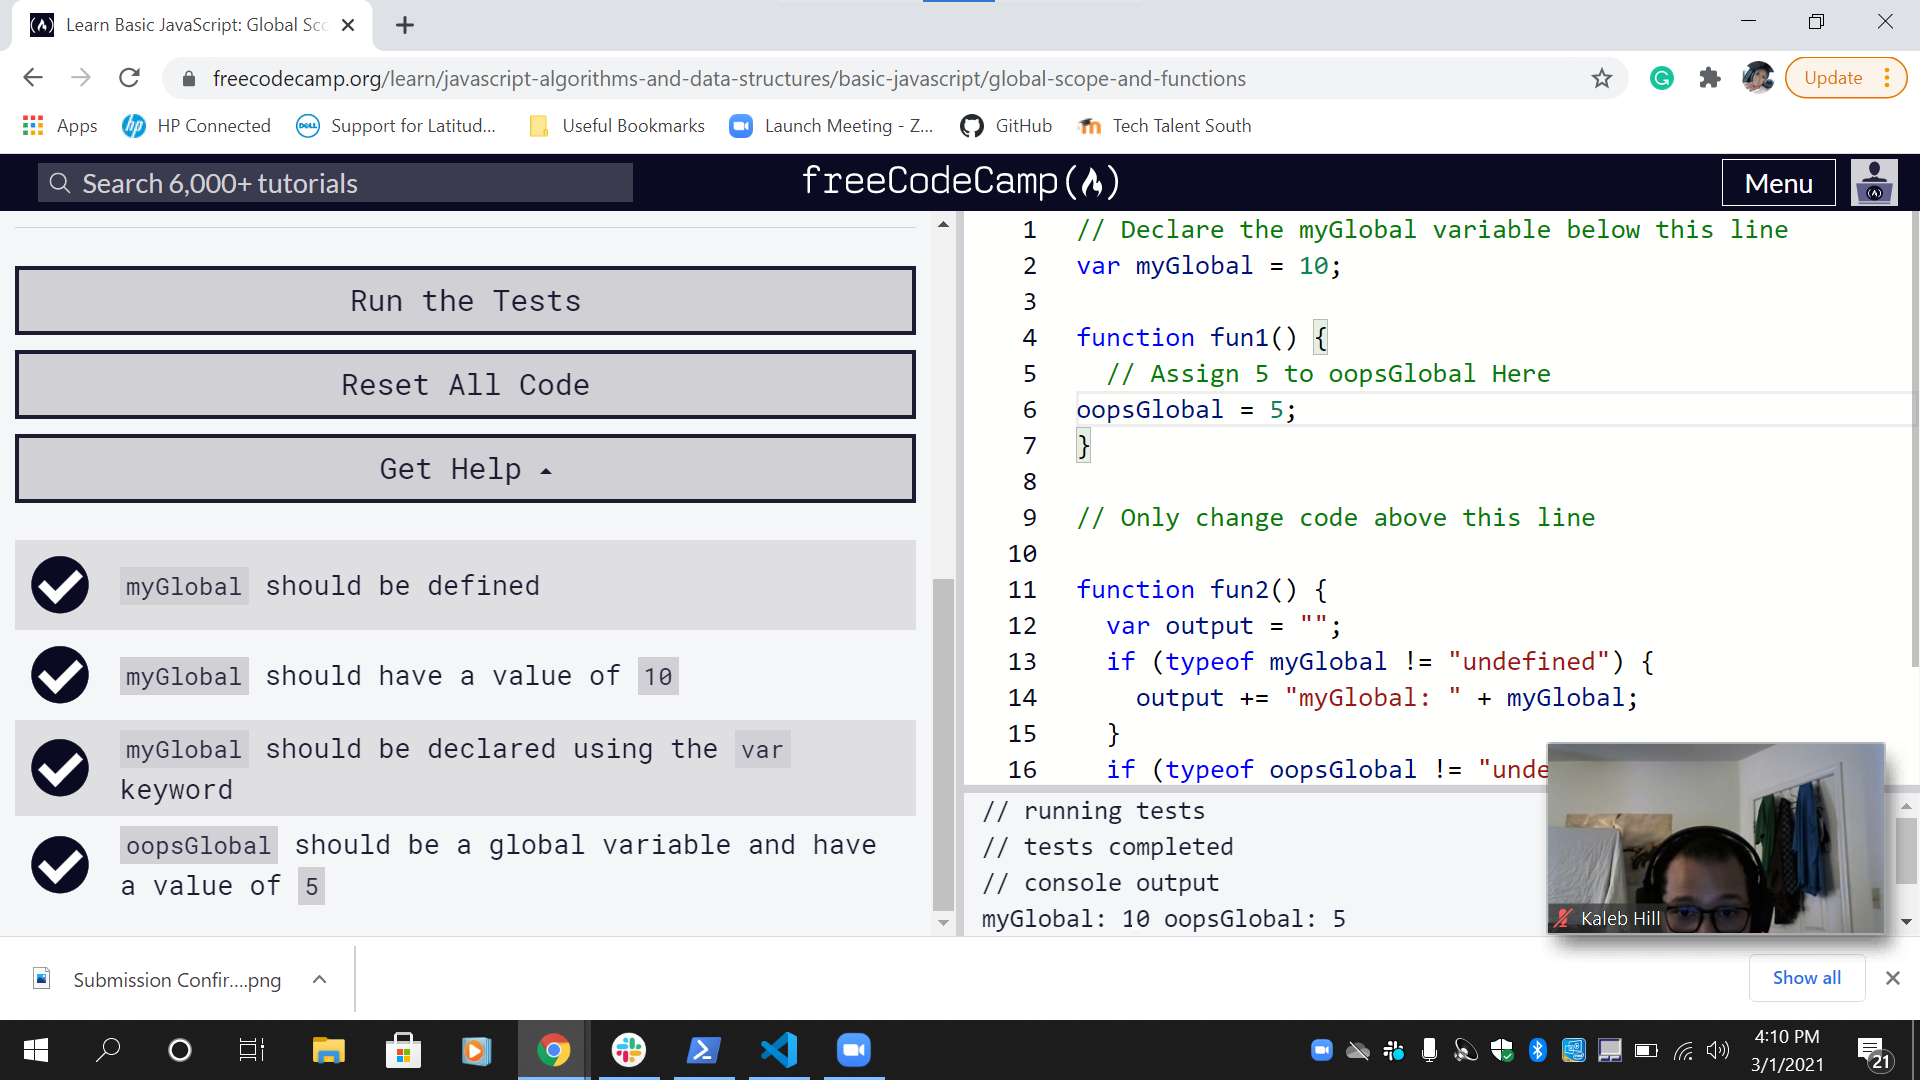 Learn Basic JavaScript: Global Sc
freecodecamp.org/learn/javascript-algorithms-and-data-structures/basic-javascript/global-scope-and-functions
Update
Apps
HP Connected
Support for Latitud...
Useful Bookmarks
Launch Meeting - Z...
GitHub
Tech Talent South
Search 6,000+ tutorials
freeCodeCamp
Menu
Run the Tests
Reset All Code
Get Help
myGlobal should be defined
myGlobal should have a value of 10
myGlobal should be declared using the var
keyword
oopsGlobal should be a global variable and have
a value of 5
1 // Declare the myGlobal variable below this line
2 var myGlobal = 10;
3
4 function fun1() {
5 // Assign 5 to oopsGlobal Here
6 oopsGlobal = 5;
7 }
8
9 // Only change code above this line
10
11 function fun2() {
12 var output = "";
13 if (typeof myGlobal != "undefined") {
14 output += "myGlobal: " + myGlobal;
15 }
16 if (typeof oopsGlobal != "unde
// running tests
// tests completed
// console output
myGlobal: 10 oopsGlobal: 5
Kaleb Hill
Submission Confir....png
Show all
4:10 PM
3/1/2021
21